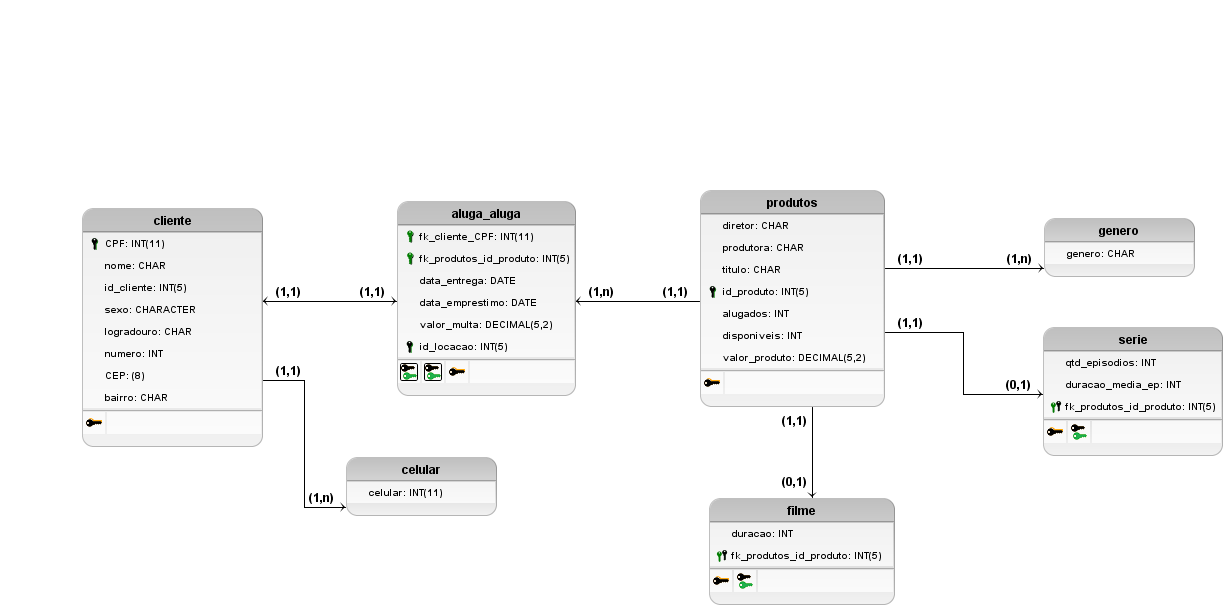 cliente
CPF: INT(11)
nome: CHAR
id_cliente: INT(5)
sexo: CHARACTER
logradouro: CHAR
numero: INT
CEP: (8)
bairro: CHAR
(1,1)
(1,1)
aluga_aluga
fk_cliente_CPF: INT(11)
fk_produtos_id_produto: INT(5)
data_entrega: DATE
data_emprestimo: DATE
valor_multa: DECIMAL(5,2)
id_locacao: INT(5)
(1,n)
(1,1)
produtos
diretor: CHAR
produtora: CHAR
titulo: CHAR
id_produto: INT(5)
alugados: INT
disponiveis: INT
valor_produto: DECIMAL(5,2)
(1,1)
(1,n)
genero
genero: CHAR
(1,1)
(0,1)
serie
qtd_episodios: INT
duracao_media_ep: INT
fk_produtos_id_produto: INT(5)
(1,1)
(1,n)
celular
celular: INT(11)
(1,1)
(0,1)
filme
duracao: INT
fk_produtos_id_produto: INT(5)